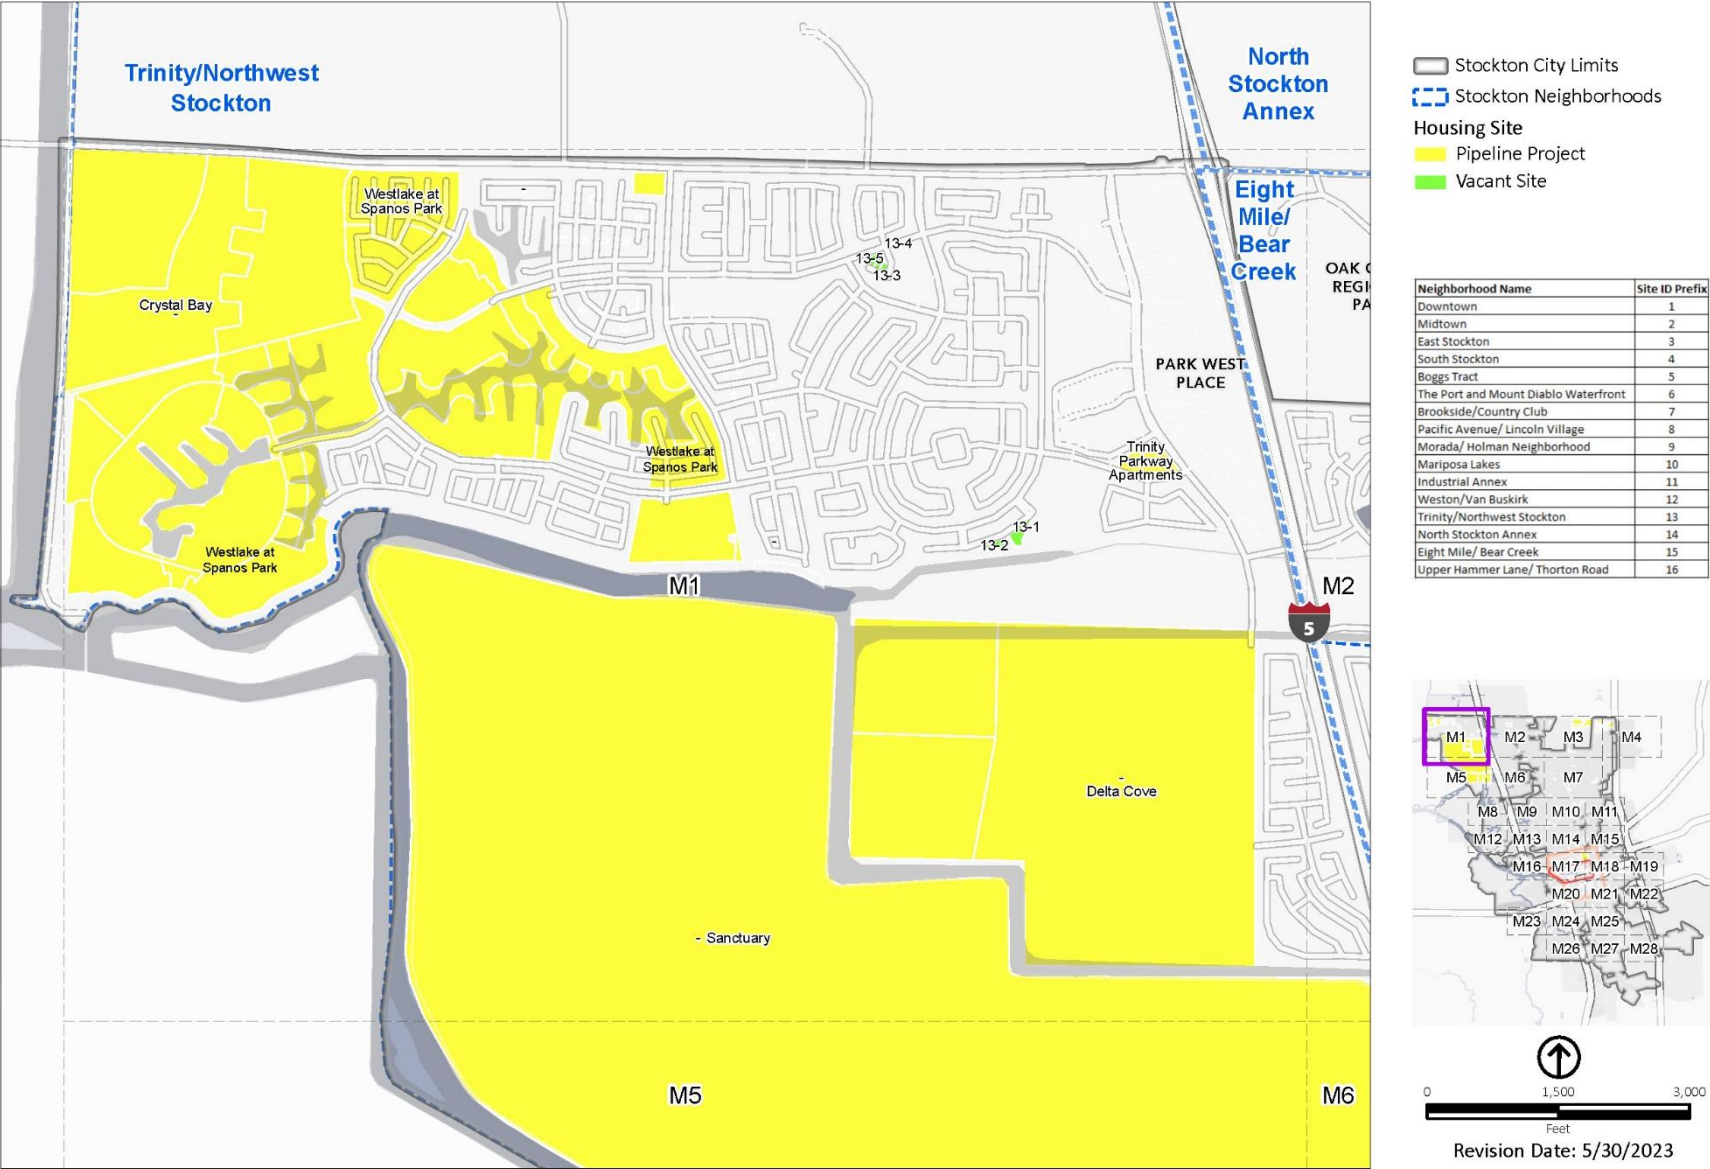 Trinity/Northwest
Stockton
North
Stockton
Annex
Eight
Mile/
Bear
Creek
OAK
REGI
PA
Westlake at
Spanos Park
-
13-4
13-5
13-3
Crystal Bay
-
PARK WEST
PLACE
Trinity
Parkway
Apartments
Westlake at
Spanos Park
13-1
13-2
-
Westlake at
Spanos Park
M1
M2
5
-
Delta Cove
- Sanctuary
M5
M6
Stockton City Limits
Stockton Neighborhoods
Housing Site
Pipeline Project
Vacant Site
Neighborhood Name Site ID Prefix
Downtown 1
Midtown 2
East Stockton 3
South Stockton 4
Boggs Tract 5
The Port and Mount Diablo Waterfront 6
Brookside/Country Club 7
Pacific Avenue/ Lincoln Village 8
Morada/ Holman Neighborhood 9
Mariposa Lakes 10
Industrial Annex 11
Weston/Van Buskirk 12
Trinity/Northwest Stockton 13
North Stockton Annex 14
Eight Mile/ Bear Creek 15
Upper Hammer Lane/ Thorton Road 16
M1 M2 M3 M4
M5 M6 M7
M8 M9 M10 M11
M12 M13 M14 M15
M16 M17 M18 M19
M20 M21 M22
M23 M24 M25
M26 M27 M28
0 1,500 3,000
Feet
Revision Date: 5/30/2023